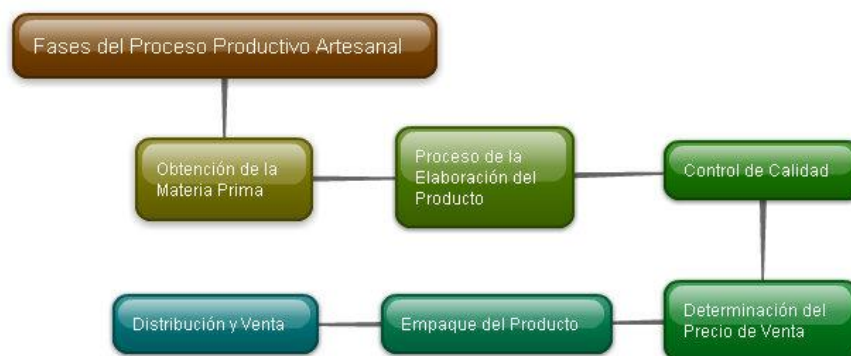 Fases del Proceso Productivo Artesanal
Obtención de la
Materia Prima
Proceso de la
Elaboración del
Producto
Control de Calidad
Determinación del
Precio de Venta
Empaque del Producto
Distribución y Venta